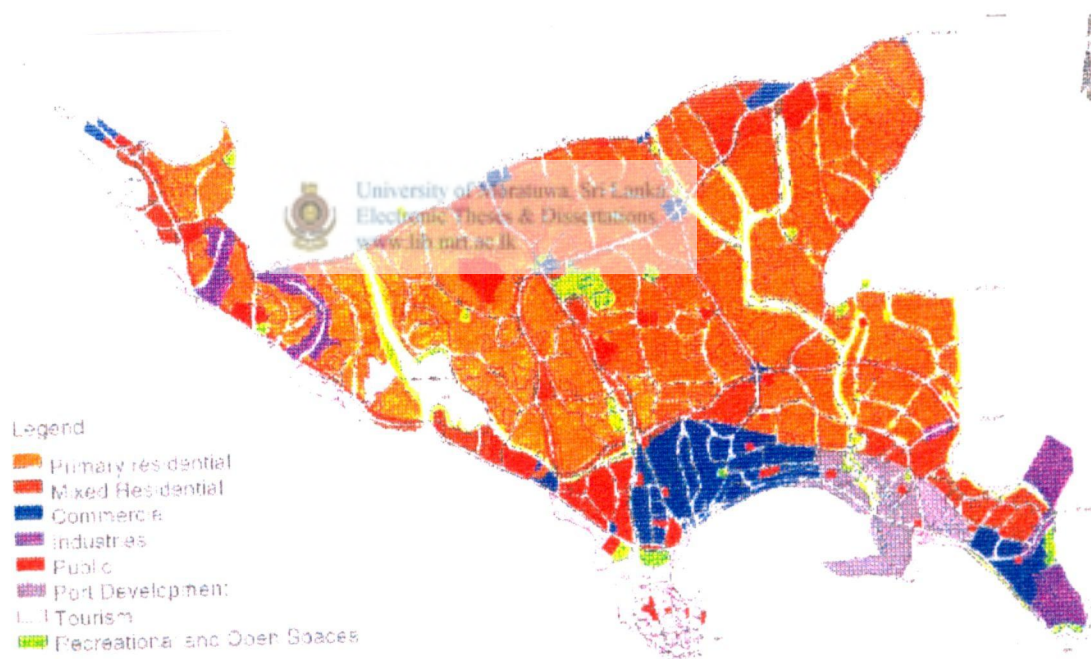 University of Moratuwa, Sri Lanka.
Electronic Theses & Dissertations
www.lib.mrt.ac.lk
Legend
Primary residential
Mixed Residential
Commercia
Industries
Public
Port Development
Tourism
Recreational and Open Spaces